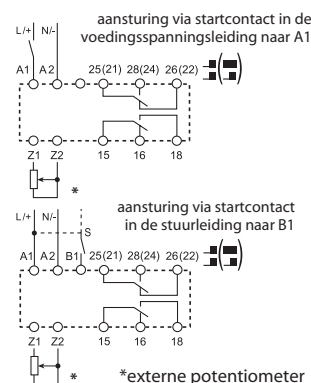 aansturing via startcontact in de
voedingsspanningsleiding naar A1
L/+ N/-
A1 A2 25(21) 28(24) 26(22)
Z1 Z2 15 16 18
*
aansturing via startcontact
in de stuurleiding naar B1
L/+ N/-
S
A1 A2 B1 25(21) 28(24) 26(22)
Z1 Z2 15 16 18
*
*externe potentiometer